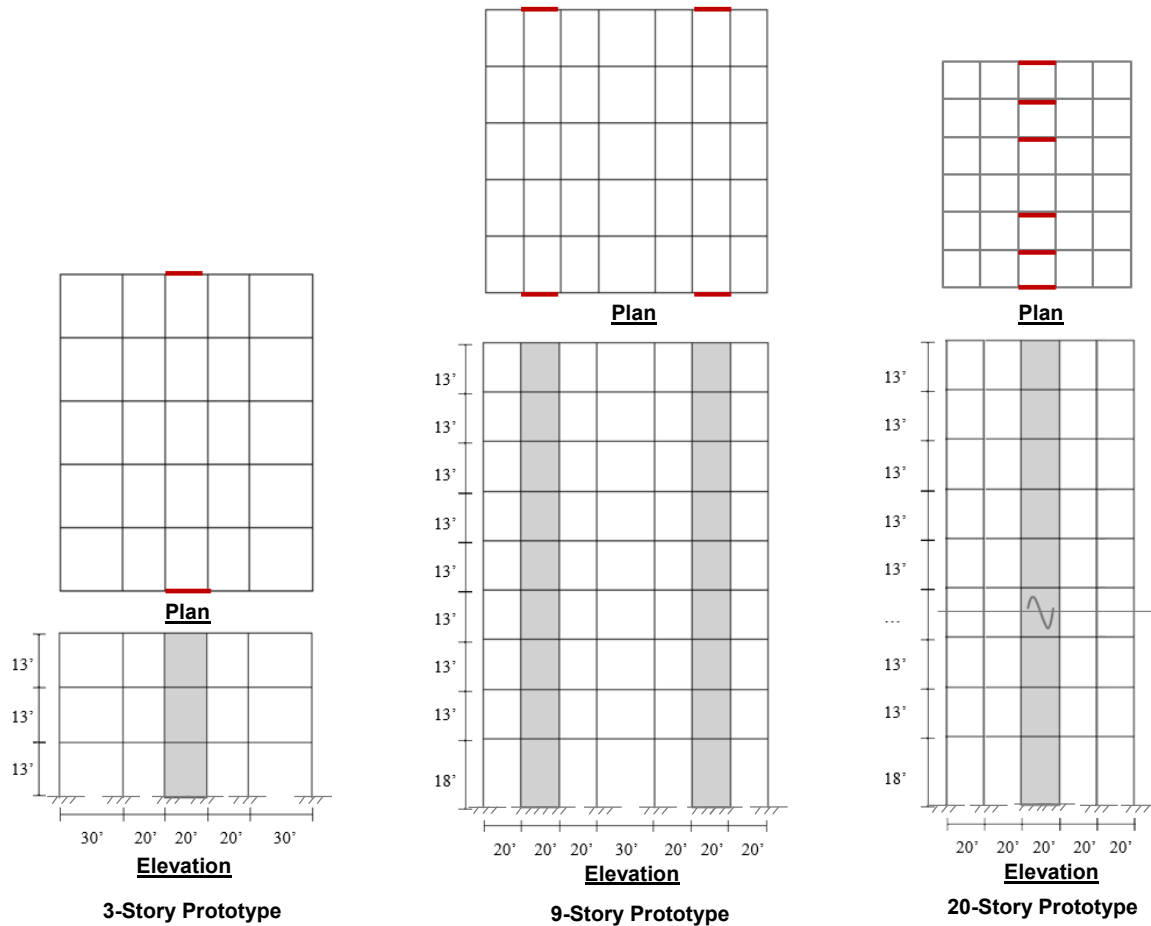 Plan
13'
13'
13'
30' 20' 20' 20' 30'
Elevation
3-Story Prototype
Plan
13'
13'
13'
13'
13'
13'
13'
13'
18'
20' 20' 20' 30' 20' 20' 20'
Elevation
9-Story Prototype
Plan
13'
13'
13'
13'
13'
...
13'
13'
18'
20' 20' 20' 20' 20'
Elevation
20-Story Prototype